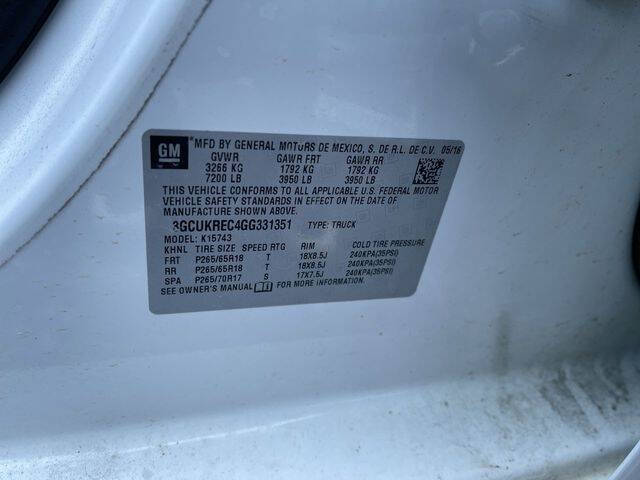 GM
*MFD BY GENERAL MOTORS DE MEXICO, S. DE R.L. DE C.V. 05/16
GVWR GAWR FRT GAWR RR
3266 KG 1792 KG 1792 KG
7200 LB 3950 LB 3950 LB
THIS VEHICLE CONFORMS TO ALL APPLICABLE U.S. FEDERAL MOTOR
VEHICLE SAFETY STANDARDS IN EFFECT ON THE DATE OF
MANUFACTURE SHOWN ABOVE.
3GCUKREC4GG331351 TYPE: TRUCK
MODEL: K15743
KHNL TIRE SIZE SPEED RTG RIM COLD TIRE PRESSURE
FRT P265/65R18 T 18X8.5J 240KPA(35PSI)
RR P265/65R18 T 18X8.5J 240KPA(35PSI)
SPA P265/70R17 S 17X7.5J 240KPA(35PSI)
SEE OWNER'S MANUAL FOR MORE INFORMATION.